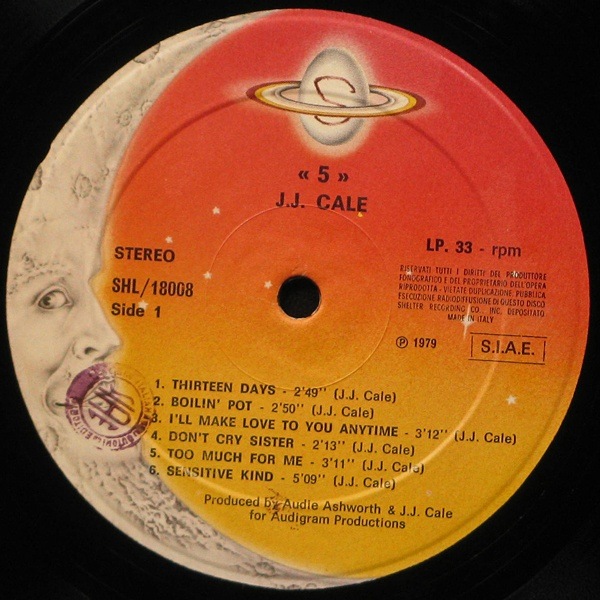 S
« 5 »
J.J. CALE
STEREO
LP. 33 - rpm
SHL/18008
Side 1
RISERVATI TUTTI I DIRITTI DEL PRODUTTORE
FONOGRAFICO E DEL PROPRIETARIO DELL'OPERA
RIPRODOTTA - VIETATE DUPLICAZIONE PUBBLICA
ESECUZIONE RADIODIFFUSIONE DI QUESTO DISCO
SHELTER RECORDING CO., INC. DEPOSITATO
MADE IN ITALY
℗ 1979
S.I.A.E.
1. THIRTEEN DAYS - 2'49'' (J.J. Cale)
2. BOILIN' POT - 2'50'' (J.J. Cale)
3. I'LL MAKE LOVE TO YOU ANYTIME - 3'12'' (J.J. Cale)
4. DON'T CRY SISTER - 2'13'' (J.J. Cale)
5. TOO MUCH FOR ME - 3'11'' (J.J. Cale)
6. SENSITIVE KIND - 5'09'' (J.J. Cale)
Produced by Audie Ashworth & J.J. Cale
for Audigram Productions